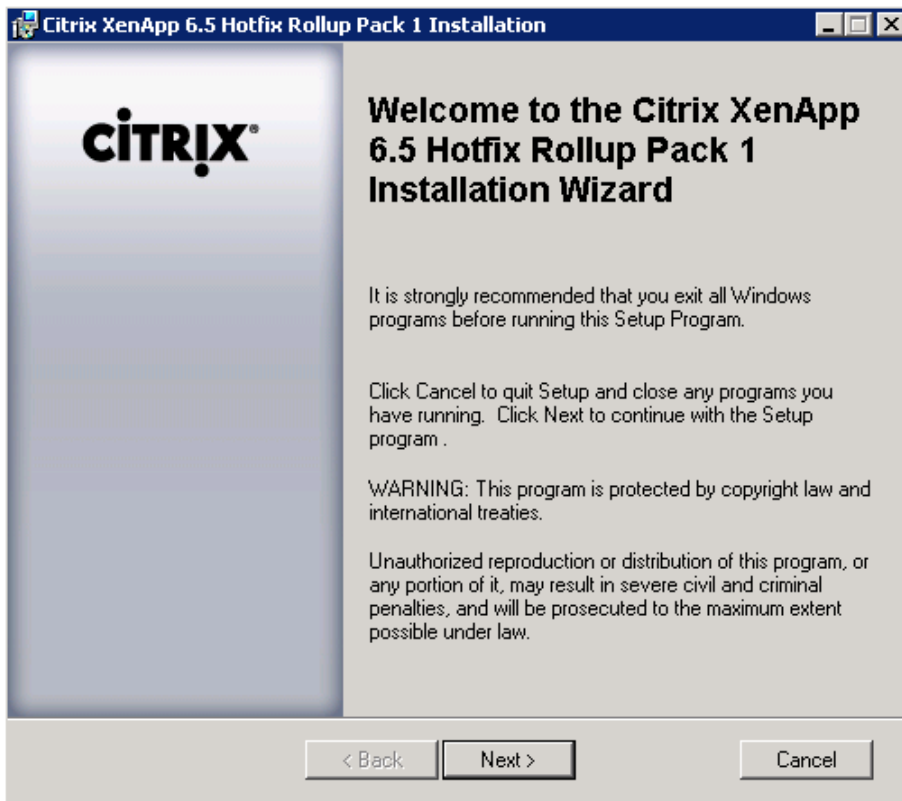 Citrix XenApp 6.5 Hotfix Rollup Pack 1 Installation
CİTRIX®
Welcome to the Citrix XenApp
6.5 Hotfix Rollup Pack 1
Installation Wizard
It is strongly recommended that you exit all Windows
programs before running this Setup Program.
Click Cancel to quit Setup and close any programs you
have running. Click Next to continue with the Setup
program .
WARNING: This program is protected by copyright law and
international treaties.
Unauthorized reproduction or distribution of this program, or
any portion of it, may result in severe civil and criminal
penalties, and will be prosecuted to the maximum extent
possible under law.
< Back
Next >
Cancel